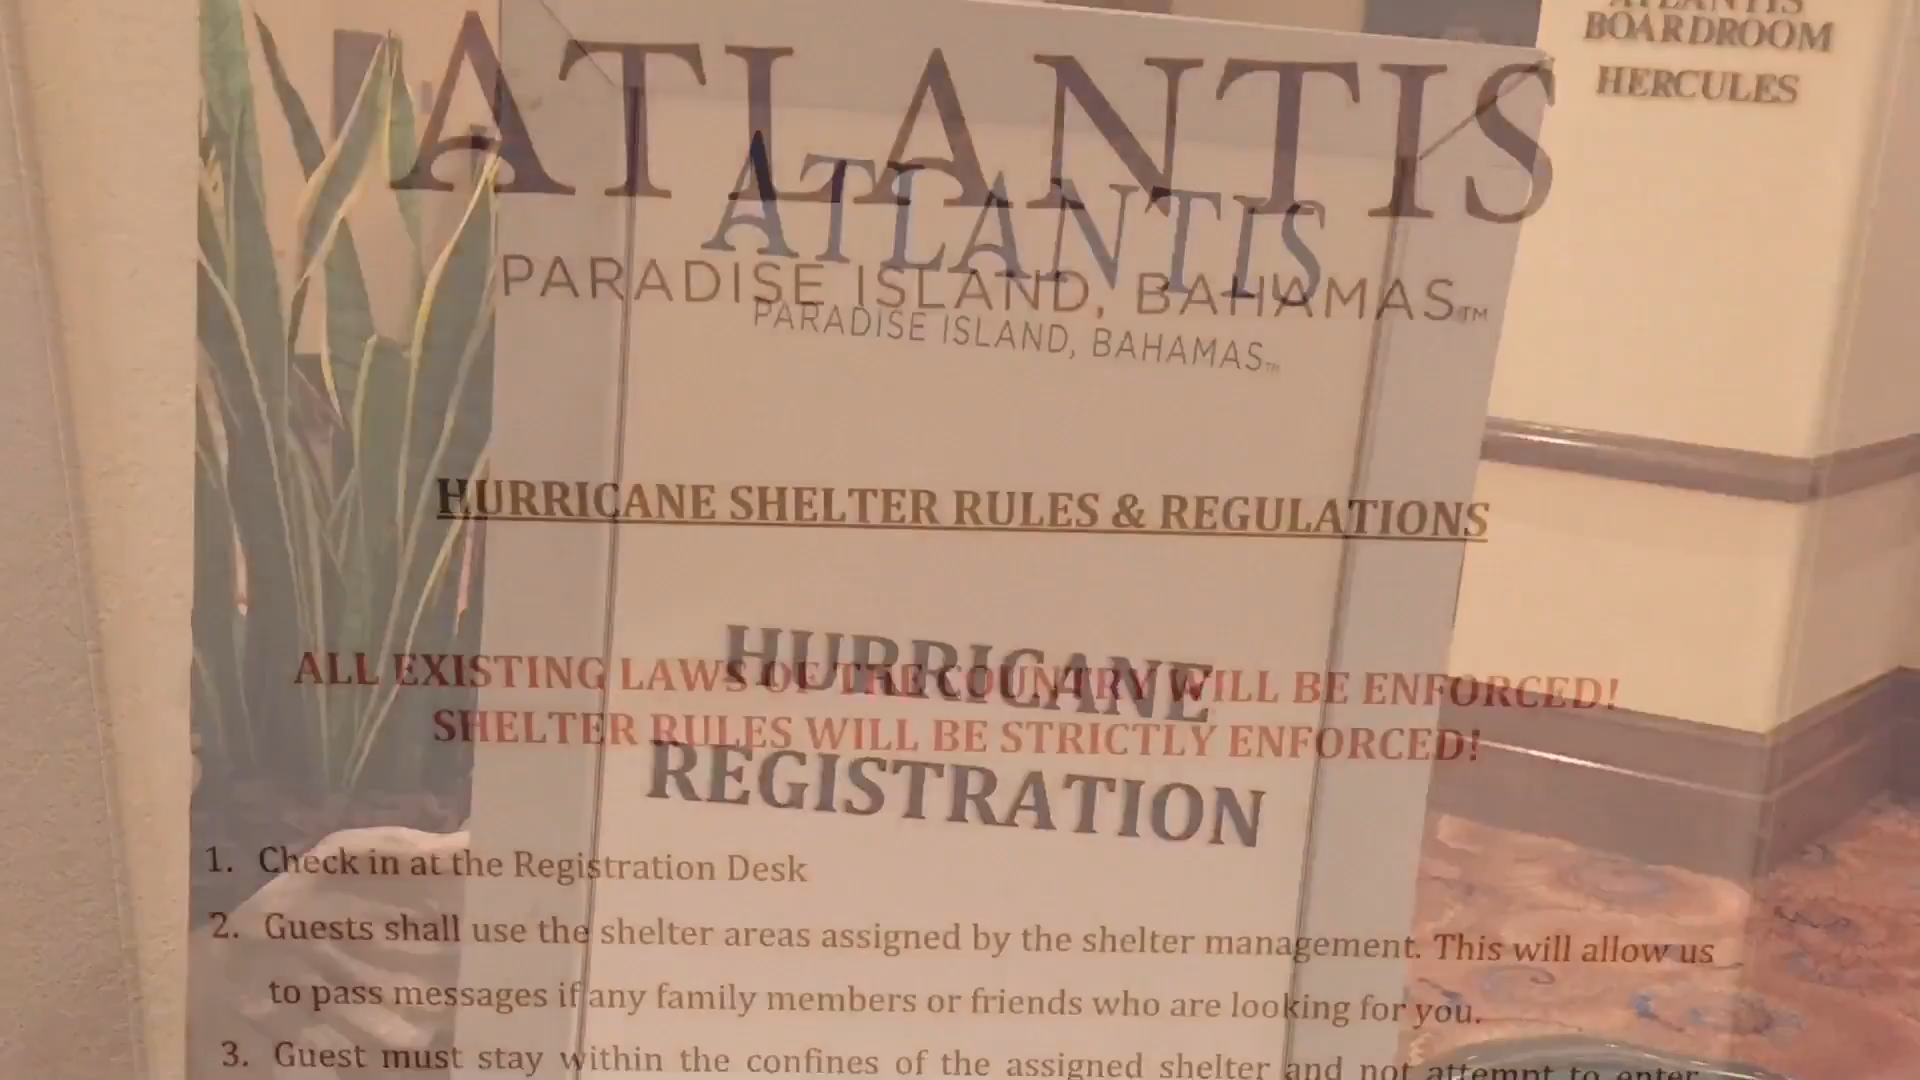 ATLANTIS
BOARDROOM
HERCULES
ATLANTIS
PARADISE ISLAND, BAHAMAS™
ATLANTIS
PARADISE ISLAND, BAHAMAS™
HURRICANE SHELTER RULES & REGULATIONS
ALL EXISTING LAWS OF THE COUNTRY WILL BE ENFORCED!
SHELTER RULES WILL BE STRICTLY ENFORCED!
HURRICANE
REGISTRATION
1. Check in at the Registration Desk
2. Guests shall use the shelter areas assigned by the shelter management. This will allow us
to pass messages if any family members or friends who are looking for you.
3. Guest must stay within the confines of the assigned shelter and not attempt to enter